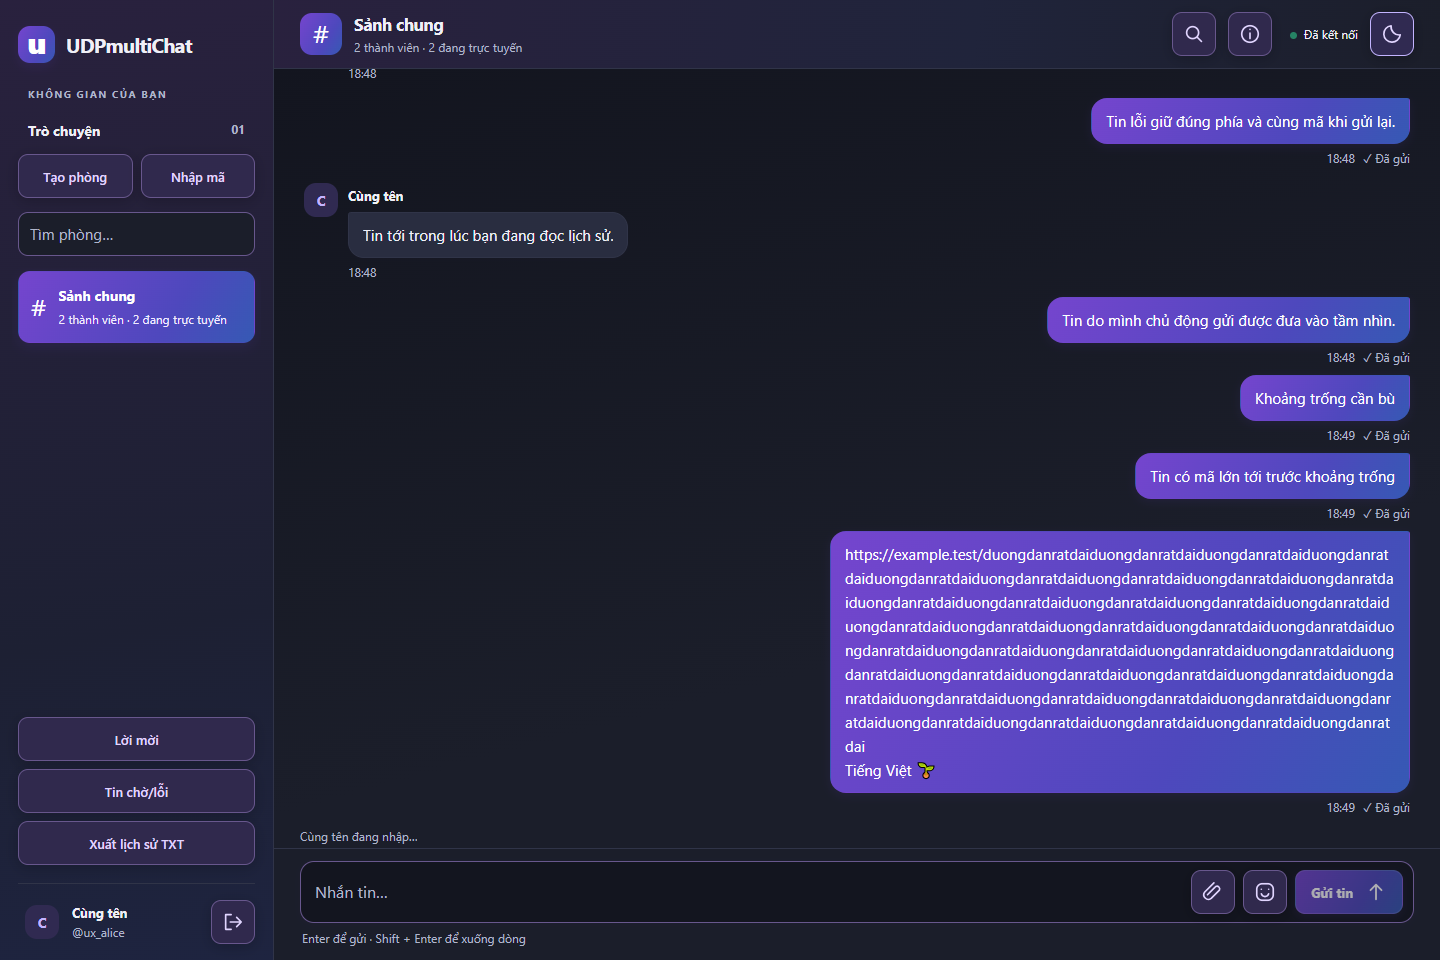 u UDPmultiChat
KHÔNG GIAN CỦA BẠN
Trò chuyện 01
Tạo phòng Nhập mã
Tìm phòng...
# Sảnh chung
2 thành viên · 2 đang trực tuyến
Lời mời
Tin chờ/lỗi
Xuất lịch sử TXT
C Cùng tên
@ux_alice
# Sảnh chung
2 thành viên · 2 đang trực tuyến
Đã kết nối
18:48
Tin lỗi giữ đúng phía và cùng mã khi gửi lại.
18:48 ✓ Đã gửi
C Cùng tên
Tin tới trong lúc bạn đang đọc lịch sử.
18:48
Tin do mình chủ động gửi được đưa vào tầm nhìn.
18:48 ✓ Đã gửi
Khoảng trống cần bù
18:49 ✓ Đã gửi
Tin có mã lớn tới trước khoảng trống
18:49 ✓ Đã gửi
https://example.test/duongdanratdaiduongdanratdaiduongdanratdaiduongdanrat
daiduongdanratdaiduongdanratdaiduongdanratdaiduongdanratdaiduongdanratda
iduongdanratdaiduongdanratdaiduongdanratdaiduongdanratdaiduongdanratdaid
uongdanratdaiduongdanratdaiduongdanratdaiduongdanratdaiduongdanratdaiduo
ngdanratdaiduongdanratdaiduongdanratdaiduongdanratdaiduongdanratdaiduong
danratdaiduongdanratdaiduongdanratdaiduongdanratdaiduongdanratdaiduongda
nratdaiduongdanratdaiduongdanratdaiduongdanratdaiduongdanratdaiduongdanr
atdaiduongdanratdaiduongdanratdaiduongdanratdaiduongdanratdaiduongdanrat
dai
Tiếng Việt 🌱
18:49 ✓ Đã gửi
Cùng tên đang nhập...
Nhắn tin...
Gửi tin
Enter để gửi · Shift + Enter để xuống dòng